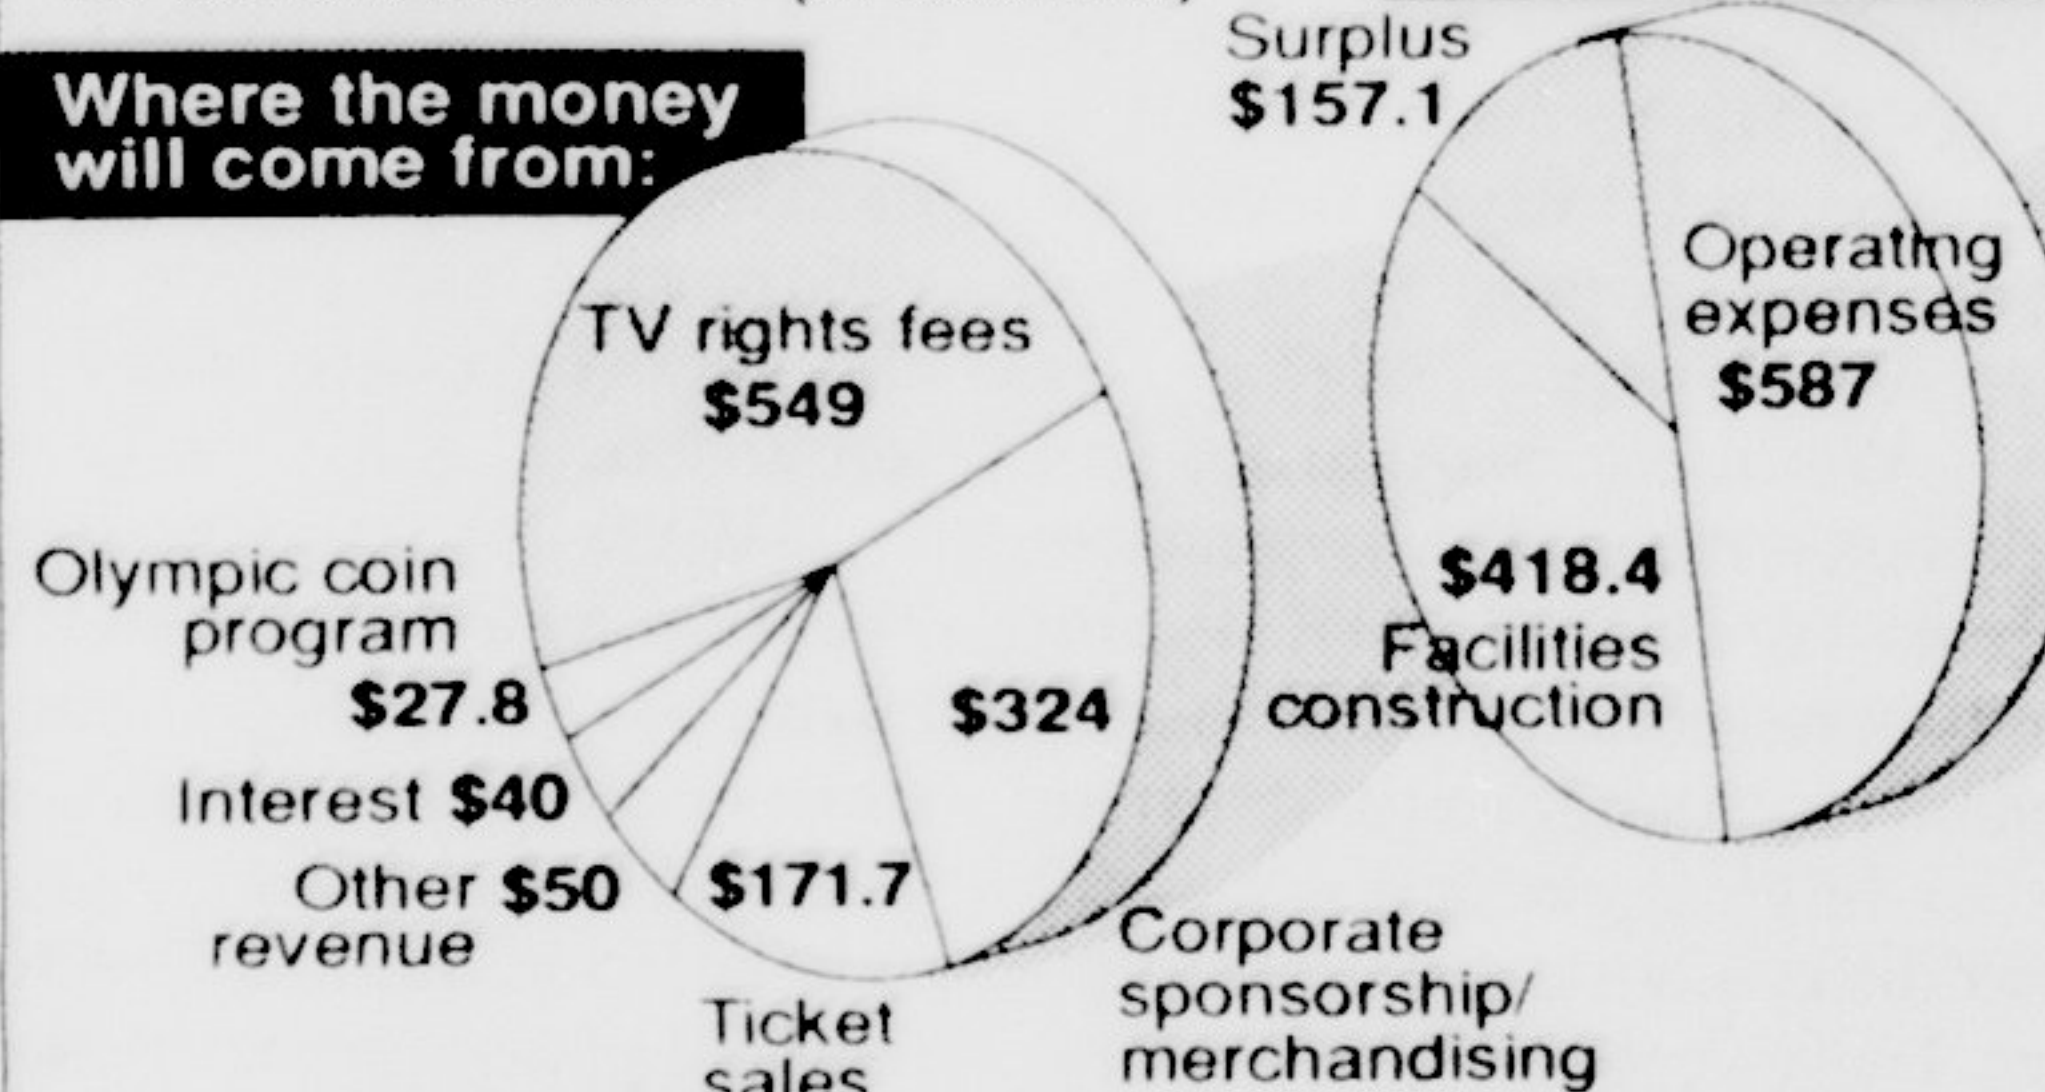 Where the money
will come from:
TV rights fees
$549
Olympic coin
program
$27.8
Interest $40
Other $50
revenue
$171.7
Ticket
sales
$324
Corporate
sponsorship/
merchandising
Surplus
$157.1
Operating
expenses
$587
$418.4
Facilities
construction